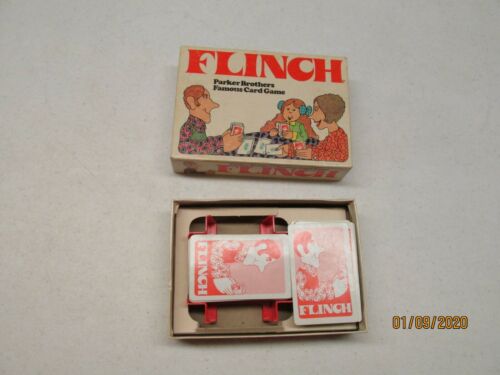 FLINCH
Parker Brothers
Famous Card Game
FLINCH
FLINCH
FLINCH
01/09/2020